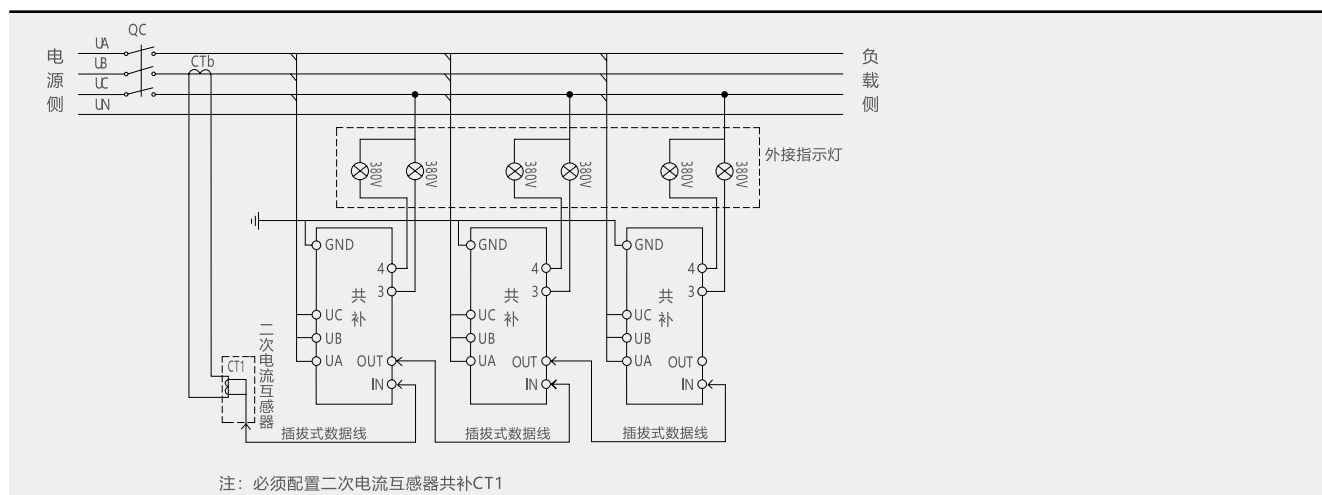 QC
电源侧
UA
UB
UC
UN
CTb
负载侧
380V
380V
380V
380V
380V
380V
外接指示灯
GND
4
3
共补
UC
UB
UA
OUT
IN
GND
4
3
共补
UC
UB
UA
OUT
IN
GND
4
3
共补
UC
UB
UA
OUT
IN
CT1
二次电流互感器
插拔式数据线
插拔式数据线
插拔式数据线
注：必须配置二次电流互感器共补CT1